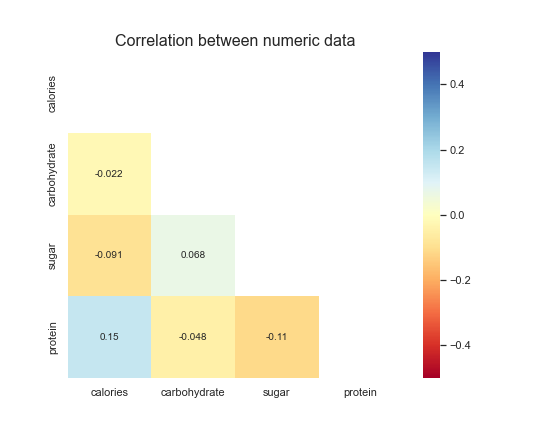 Correlation between numeric data
calories
carbohydrate
-0.022
sugar
-0.091 0.068
protein
0.15 -0.048 -0.11
calories carbohydrate sugar protein
0.4
0.2
0.0
−0.2
−0.4